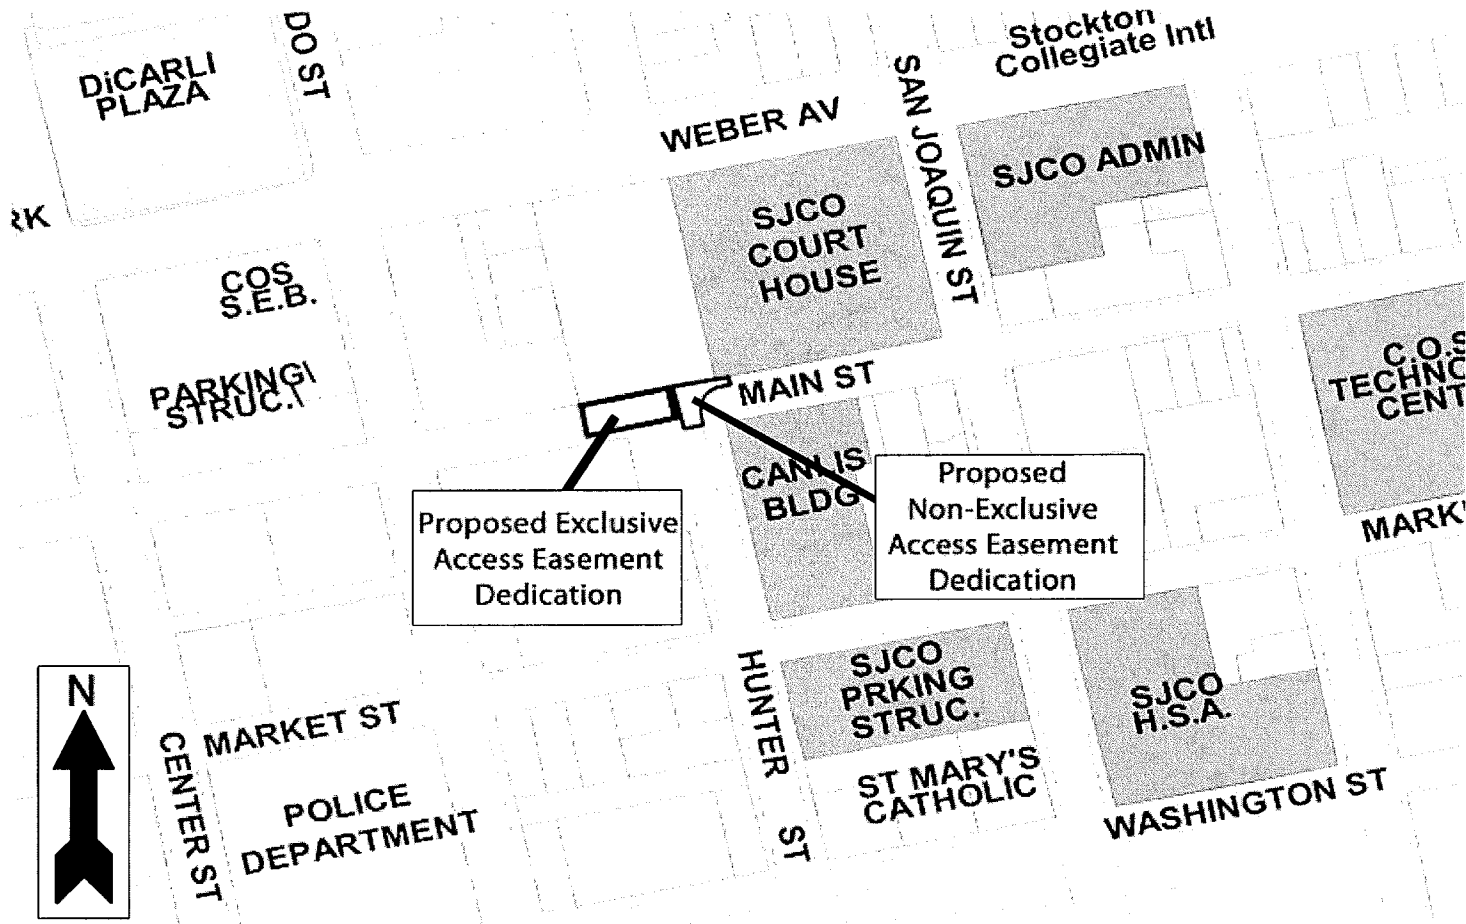 DO ST
Stockton
Collegiate Intl
DiCARLI
PLAZA
WEBER AV
SAN JOAQUIN ST
SJCO ADMIN
RK
SJCO
COURT
HOUSE
COS
S.E.B.
PARKING\
STRUC.\
MAIN ST
C.O.S
TECHNO
CENT
CANLIS
BLDG
Proposed
Non-Exclusive
Access Easement
Dedication
Proposed Exclusive
Access Easement
Dedication
MARK
SJCO
PRKING
STRUC.
HUNTER ST
SJCO
H.S.A.
N
MARKET ST
CENTER ST
ST MARY'S
CATHOLIC
WASHINGTON ST
POLICE
DEPARTMENT